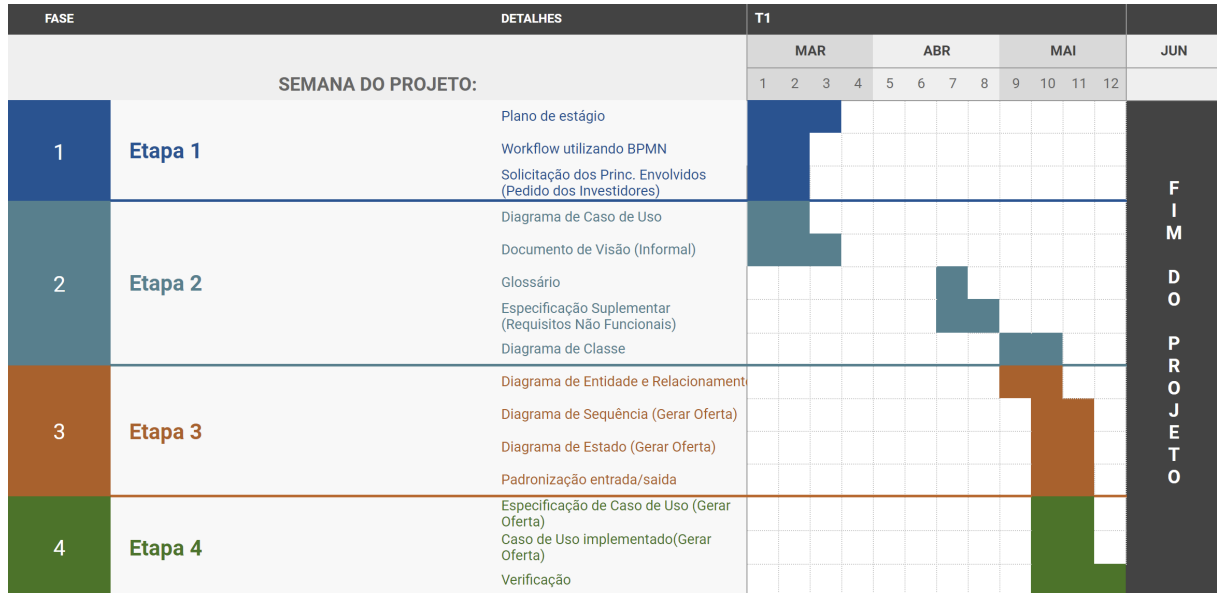 FASE DETALHES T1
MAR ABR MAI JUN
SEMANA DO PROJETO: 1 2 3 4 5 6 7 8 9 10 11 12
1 Etapa 1
Plano de estágio
Workflow utilizando BPMN
Solicitação dos Princ. Envolvidos
(Pedido dos Investidores)
2 Etapa 2
Diagrama de Caso de Uso
Documento de Visão (Informal)
Glossário
Especificação Suplementar
(Requisitos Não Funcionais)
Diagrama de Classe
3 Etapa 3
Diagrama de Entidade e Relacionament
Diagrama de Sequência (Gerar Oferta)
Diagrama de Estado (Gerar Oferta)
Padronização entrada/saida
4 Etapa 4
Especificação de Caso de Uso (Gerar
Oferta)
Caso de Uso implementado(Gerar
Oferta)
Verificação
FIM DO PROJETO